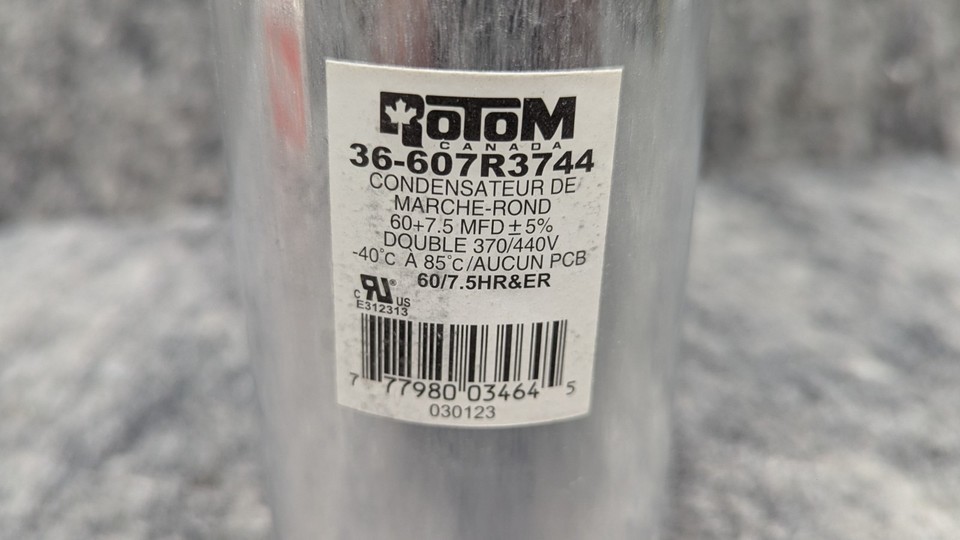 RoToM
CANADA
36-607R3744
CONDENSATEUR DE
MARCHE-ROND
60+7.5 MFD ± 5%
DOUBLE 370/440V
-40°C À 85°C/AUCUN PCB
60/7.5HR&ER
C RU® US
E312313
7 77980 03464 5
030123